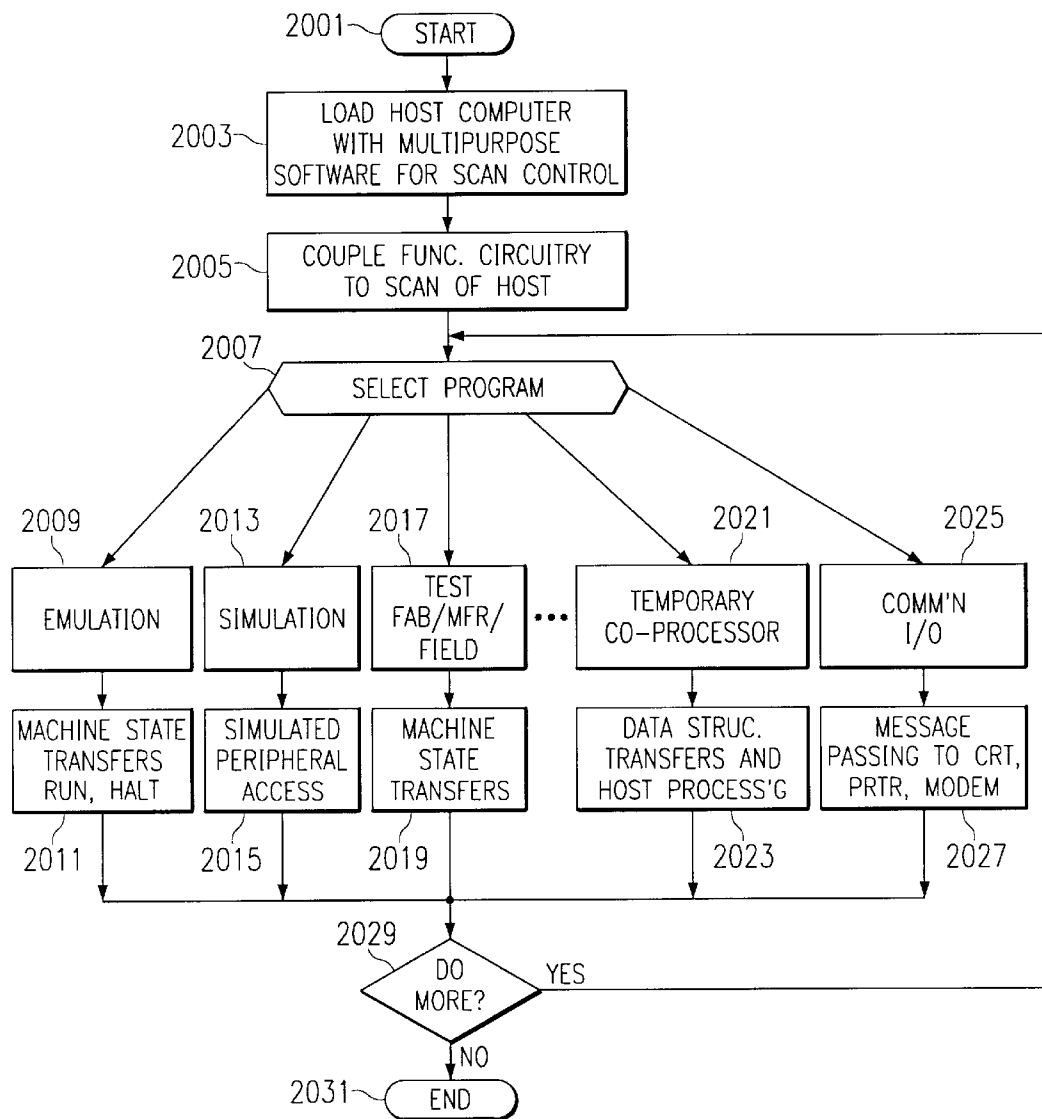 2001
START
2003
LOAD HOST COMPUTER
WITH MULTIPURPOSE
SOFTWARE FOR SCAN CONTROL
2005
COUPLE FUNC. CIRCUITRY
TO SCAN OF HOST
2007
SELECT PROGRAM
2009
EMULATION
2013
SIMULATION
2017
TEST
FAB/MFR/
FIELD
•••
2021
TEMPORARY
CO-PROCESSOR
2025
COMM'N
I/O
MACHINE STATE
TRANSFERS
RUN, HALT
2011
SIMULATED
PERIPHERAL
ACCESS
2015
MACHINE
STATE
TRANSFERS
2019
DATA STRUC.
TRANSFERS AND
HOST PROCESS'G
2023
MESSAGE
PASSING TO CRT,
PRTR, MODEM
2027
2029
DO
MORE?
YES
NO
2031
END